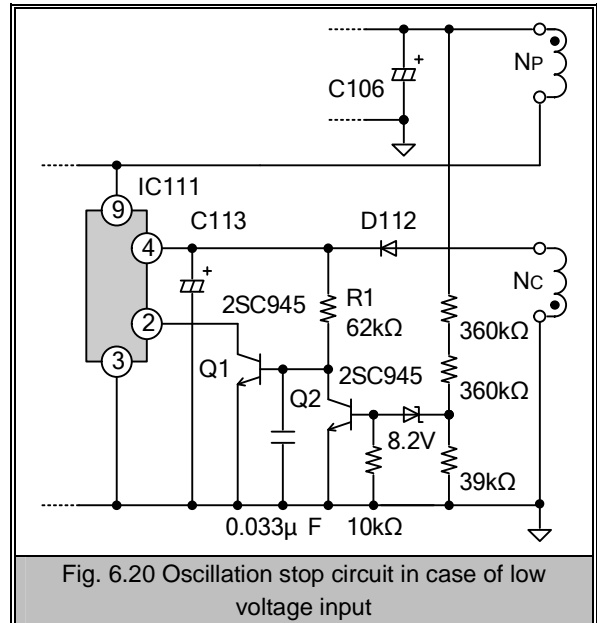 NP
C106
IC111
9
C113
D112
4
NC
2SC945
R1
62kΩ
360kΩ
2
Q1
2SC945
360kΩ
3
Q2
8.2V
39kΩ
0.033μ F
10kΩ
Fig. 6.20 Oscillation stop circuit in case of low
voltage input